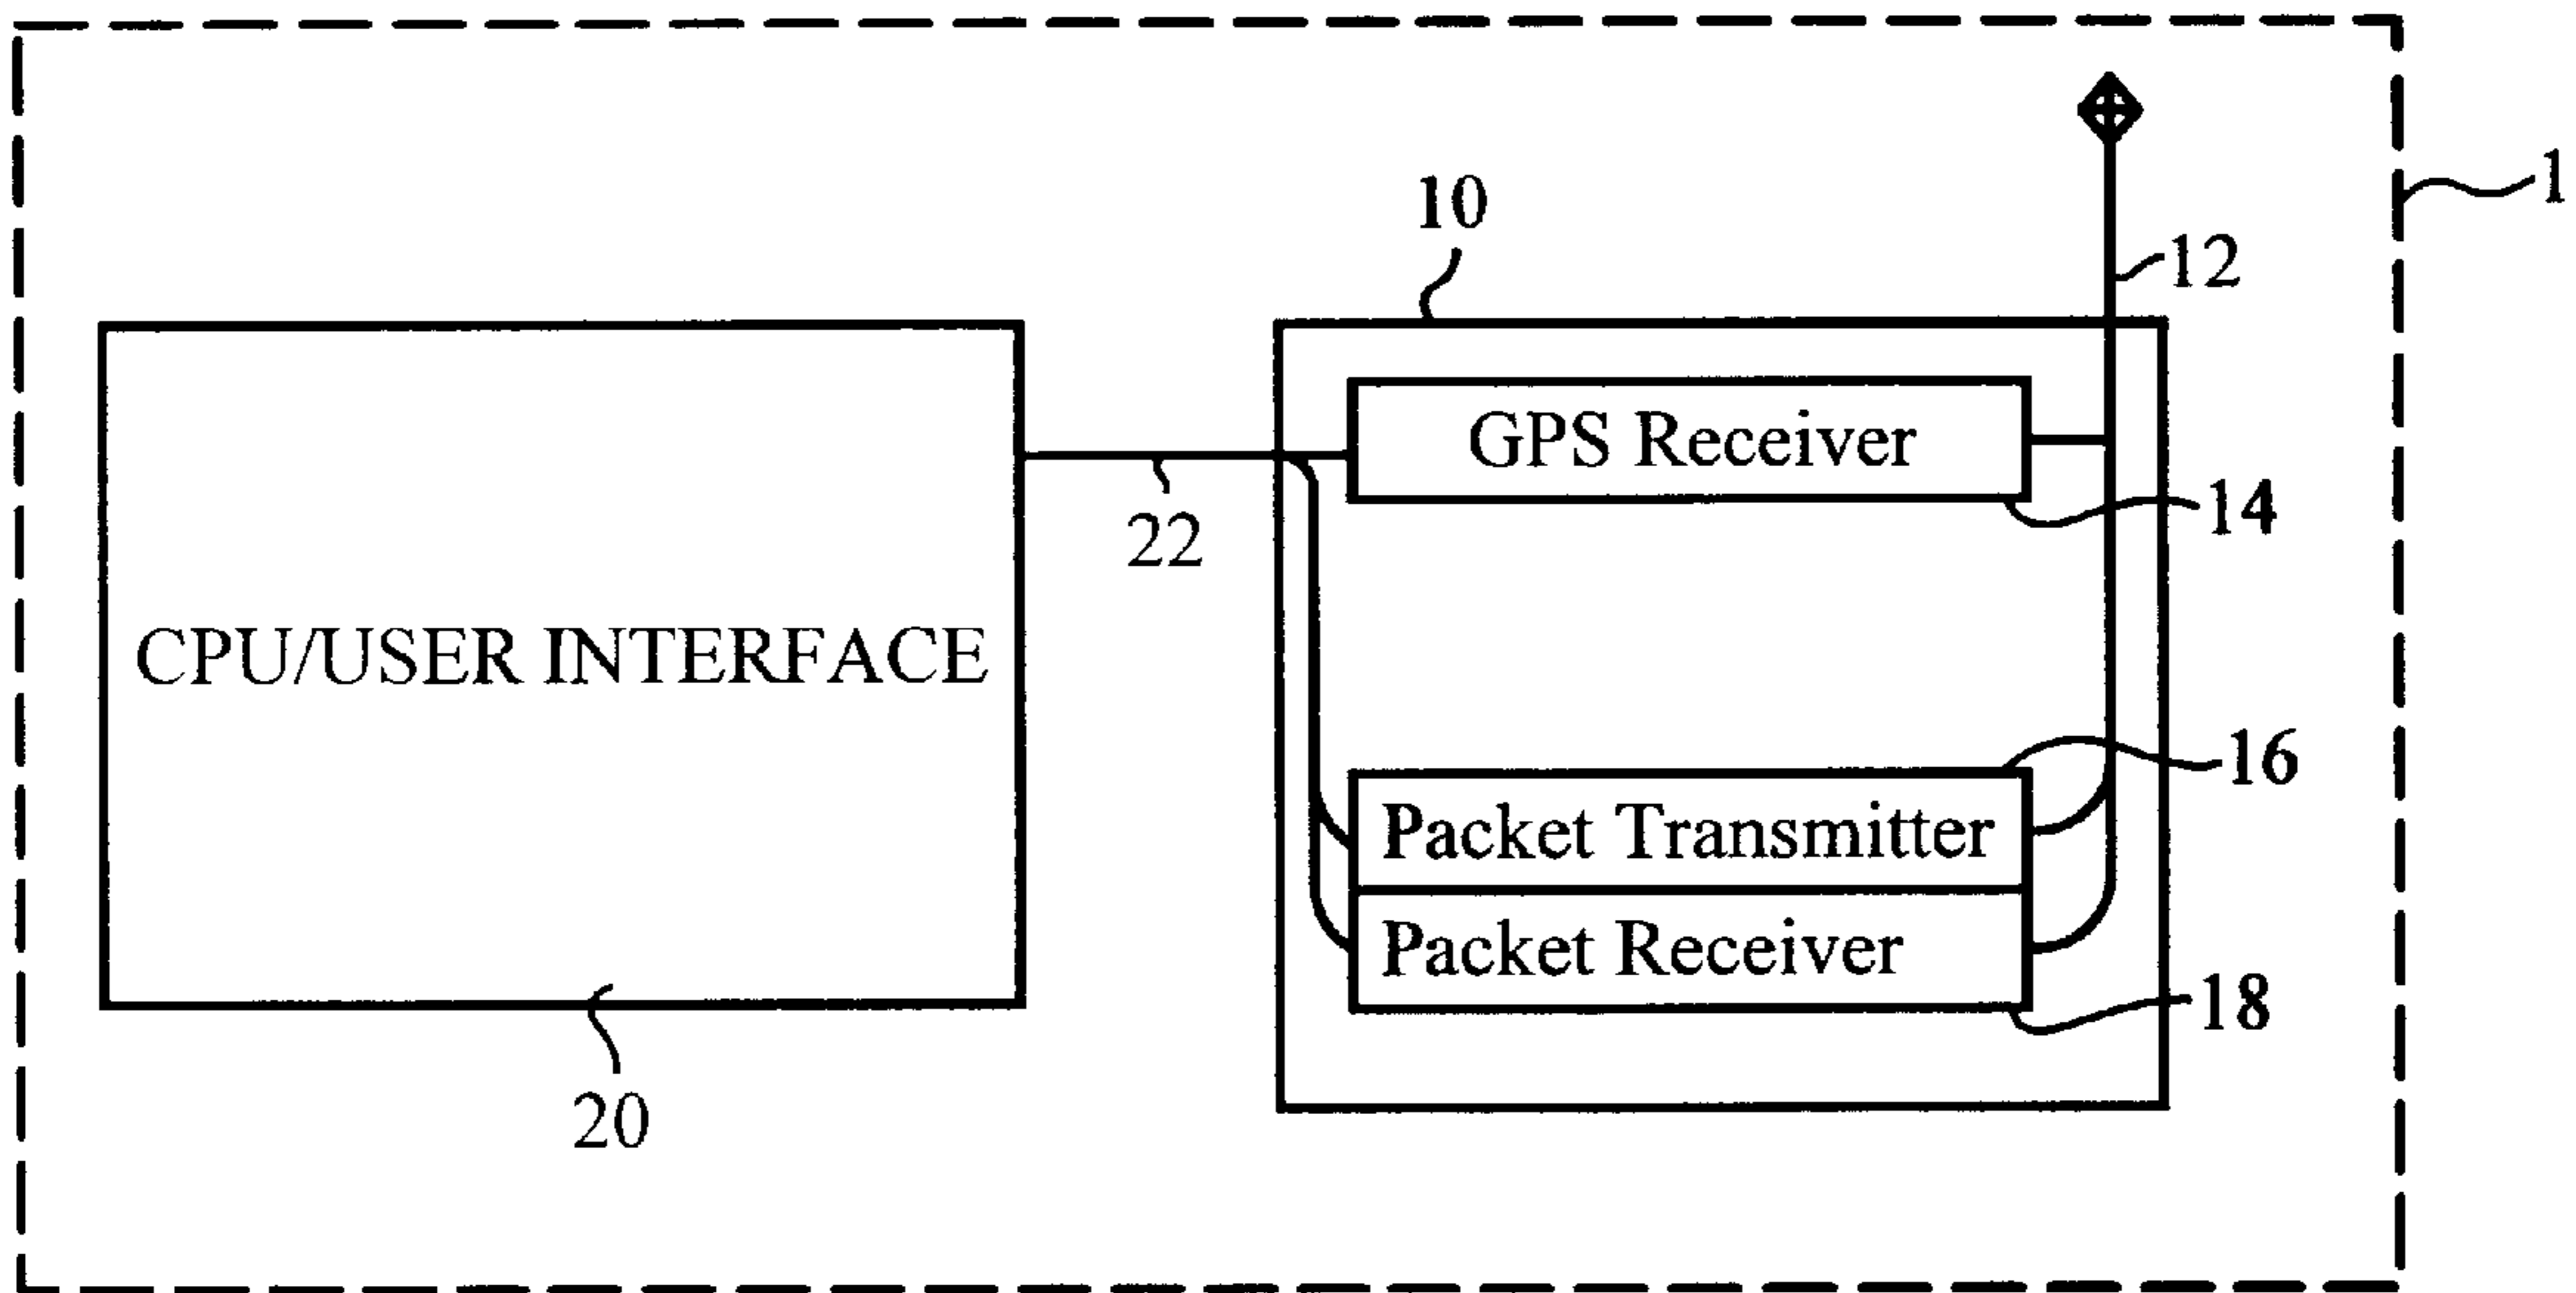 1
10
12
GPS Receiver
14
22
CPU/USER INTERFACE
16
Packet Transmitter
Packet Receiver
18
20